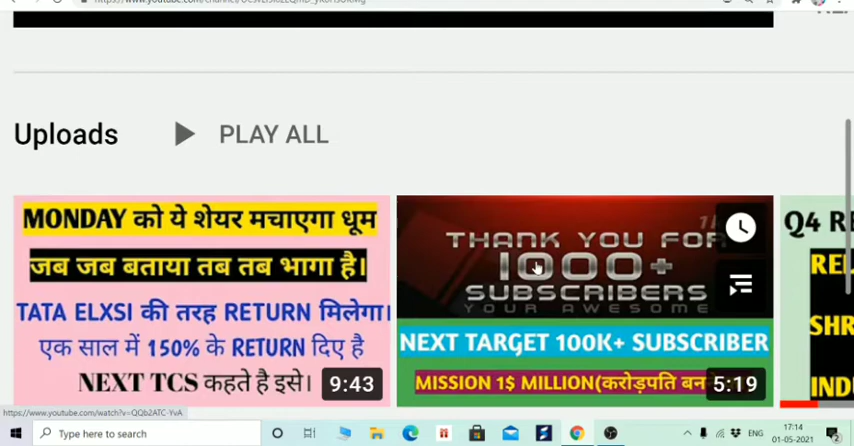 Uploads
PLAY ALL
MONDAY को ये शेयर मचाएगा धूम
जब जब बताया तब तब भागा है।
TATA ELXSI की तरह RETURN मिलेगा।
एक साल में 150% के RETURN दिए है
NEXT TCS कहते है इसे।
9:43
THANK YOU FOR
1000+
SUBSCRIBERS
YOUR AWESOME
NEXT TARGET 100K+ SUBSCRIBER
MISSION 1$ MILLION(करोड़पति
5:19
Q4
https://www.youtube.com/watch?v=QQb2ATC-YvA
Type here to search
ENG
17:14
01-05-2021
2